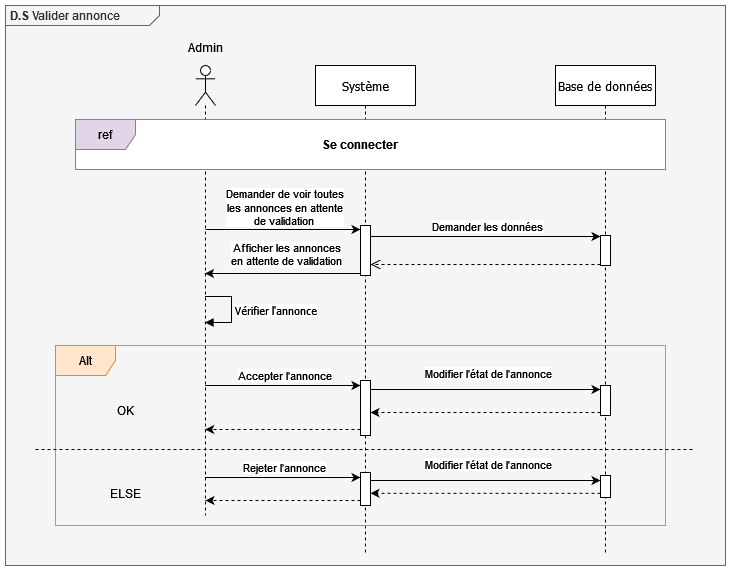 D.S Valider annonce
Admin
Système
Base de données
ref
Se connecter
Demander de voir toutes
les annonces en attente
de validation
Demander les données
Afficher les annonces
en attente de validation
Vérifier l'annonce
Alt
Accepter l'annonce
Modifier l'état de l'annonce
OK
Rejeter l'annonce
Modifier l'état de l'annonce
ELSE